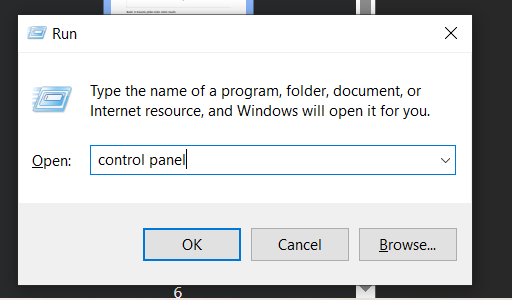 Run
Type the name of a program, folder, document, or
Internet resource, and Windows will open it for you.
Open:
control panel
OK
Cancel
Browse...
6